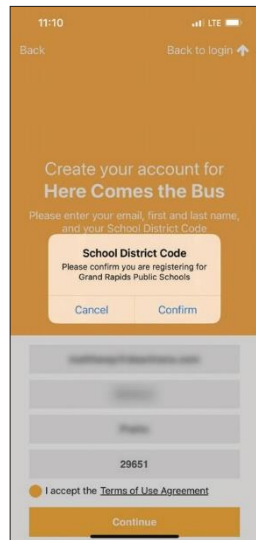 11:10
LTE
Back
Back to login
Create your account for
Here Comes the Bus
Please enter your email, first and last name,
and your School District Code
School District Code
Please confirm you are registering for
Grand Rapids Public Schools
Cancel
Confirm
29651
I accept the Terms of Use Agreement
Continue